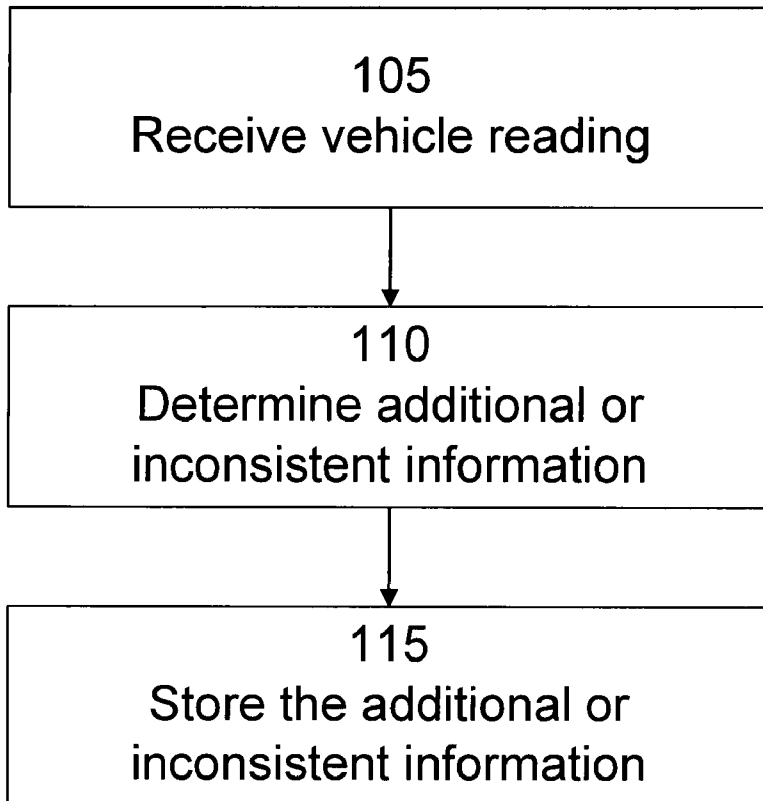 105
Receive vehicle reading
110
Determine additional or
inconsistent information
115
Store the additional or
inconsistent information